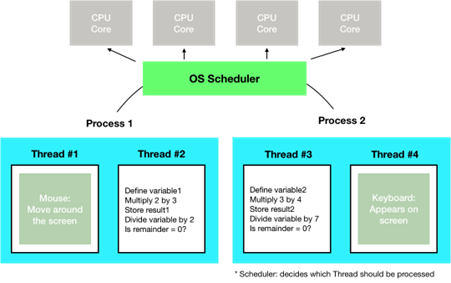 CPU
Core
CPU
Core
CPU
Core
CPU
Core
OS Scheduler
Process 1
Process 2
Thread #1
Thread #2
Thread #3
Thread #4
Mouse:
Move around
the screen
Define variable1
Multiply 2 by 3
Store result1
Divide variable by 2
Is remainder = 0?
Define variable2
Multiply 3 by 4
Store result2
Divide variable by 7
Is remainder = 0?
Keyboard:
Appears on
screen
* Scheduler: decides which Thread should be processed